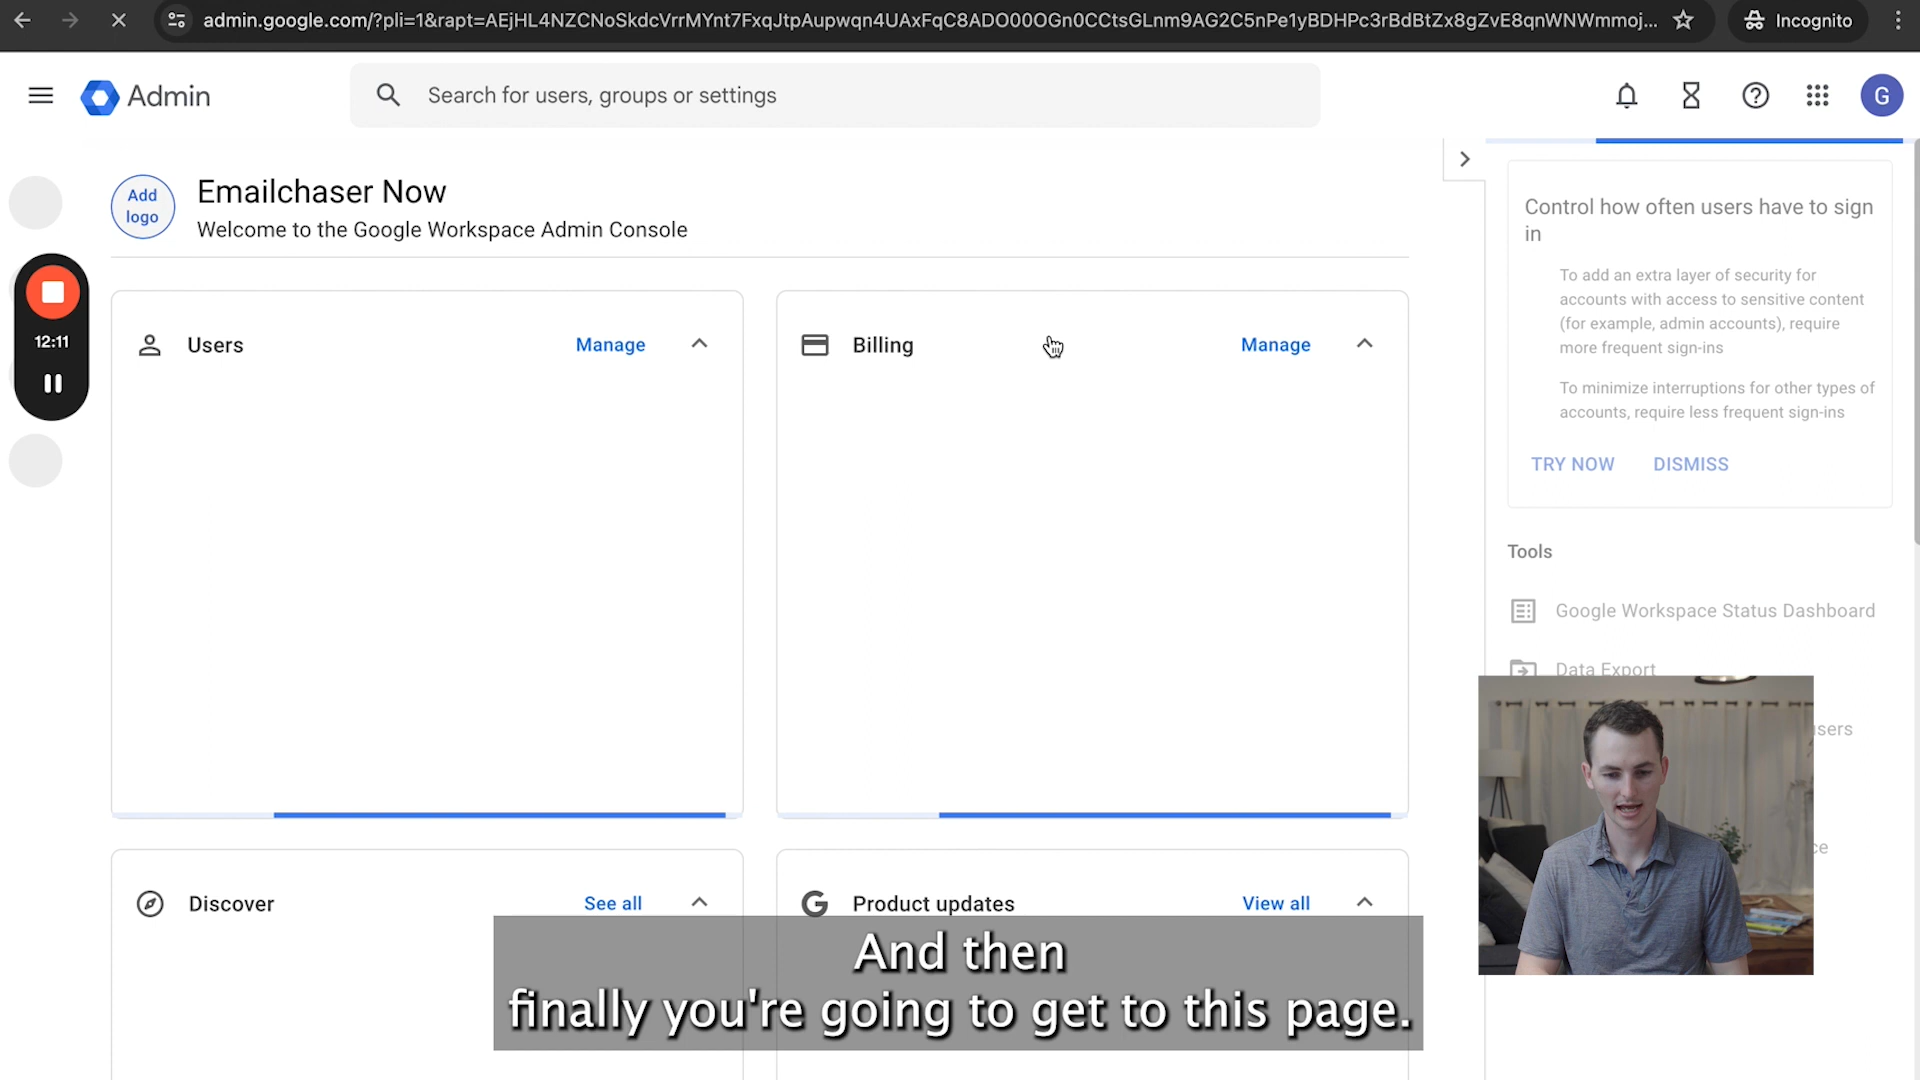 admin.google.com/?pli=1&rapt=AEjHL4NZCNoSkdcVrrMYnt7FxqJtpAupwqn4UAxFqC8ADO00OGn0CCtsGLnm9AG2C5nPe1yBDHPc3rBdBtZx8gZvE8qnWNWmmoj...
Incognito
Admin
Search for users, groups or settings
G
Add
logo
Emailchaser Now
Welcome to the Google Workspace Admin Console
Control how often users have to sign
in
To add an extra layer of security for
accounts with access to sensitive content
(for example, admin accounts), require
more frequent sign-ins
To minimize interruptions for other types of
accounts, require less frequent sign-ins
TRY NOW DISMISS
12:11
Users Manage
Billing Manage
Tools
Google Workspace Status Dashboard
Data Export
Discover See all
Product updates View all
And then
finally you're going to get to this page.